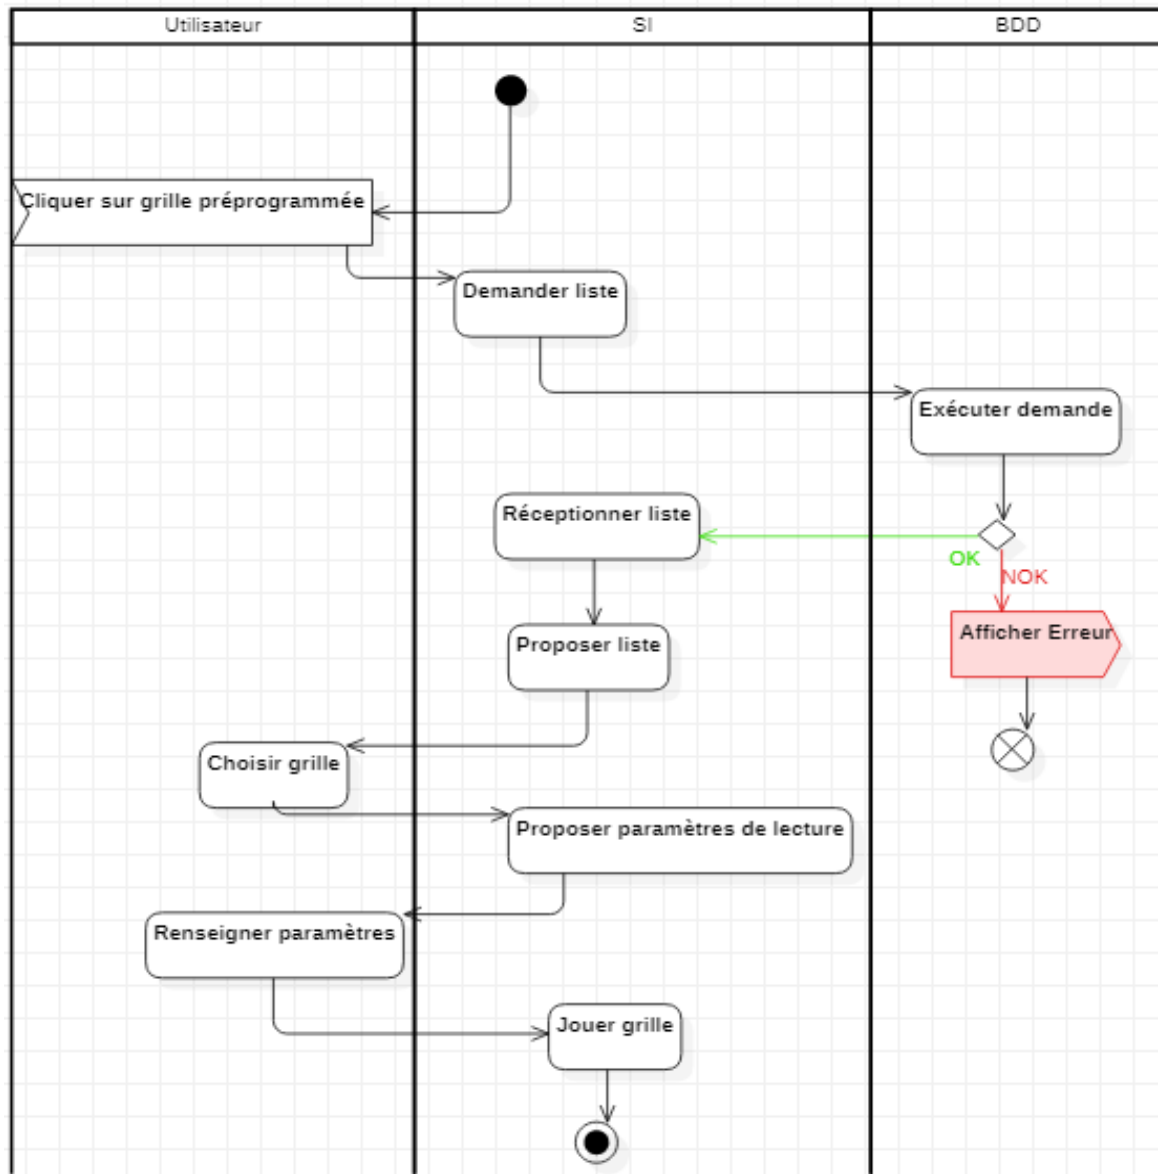 Utilisateur
SI
BDD
Cliquer sur grille préprogrammée
Demander liste
Exécuter demande
Réceptionner liste
OK
NOK
Afficher Erreur
Proposer liste
Choisir grille
Proposer paramètres de lecture
Renseigner paramètres
Jouer grille